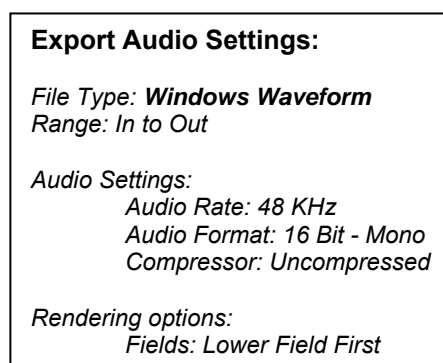 Export Audio Settings:
File Type: Windows Waveform
Range: In to Out
Audio Settings:
Audio Rate: 48 KHz
Audio Format: 16 Bit - Mono
Compressor: Uncompressed
Rendering options:
Fields: Lower Field First